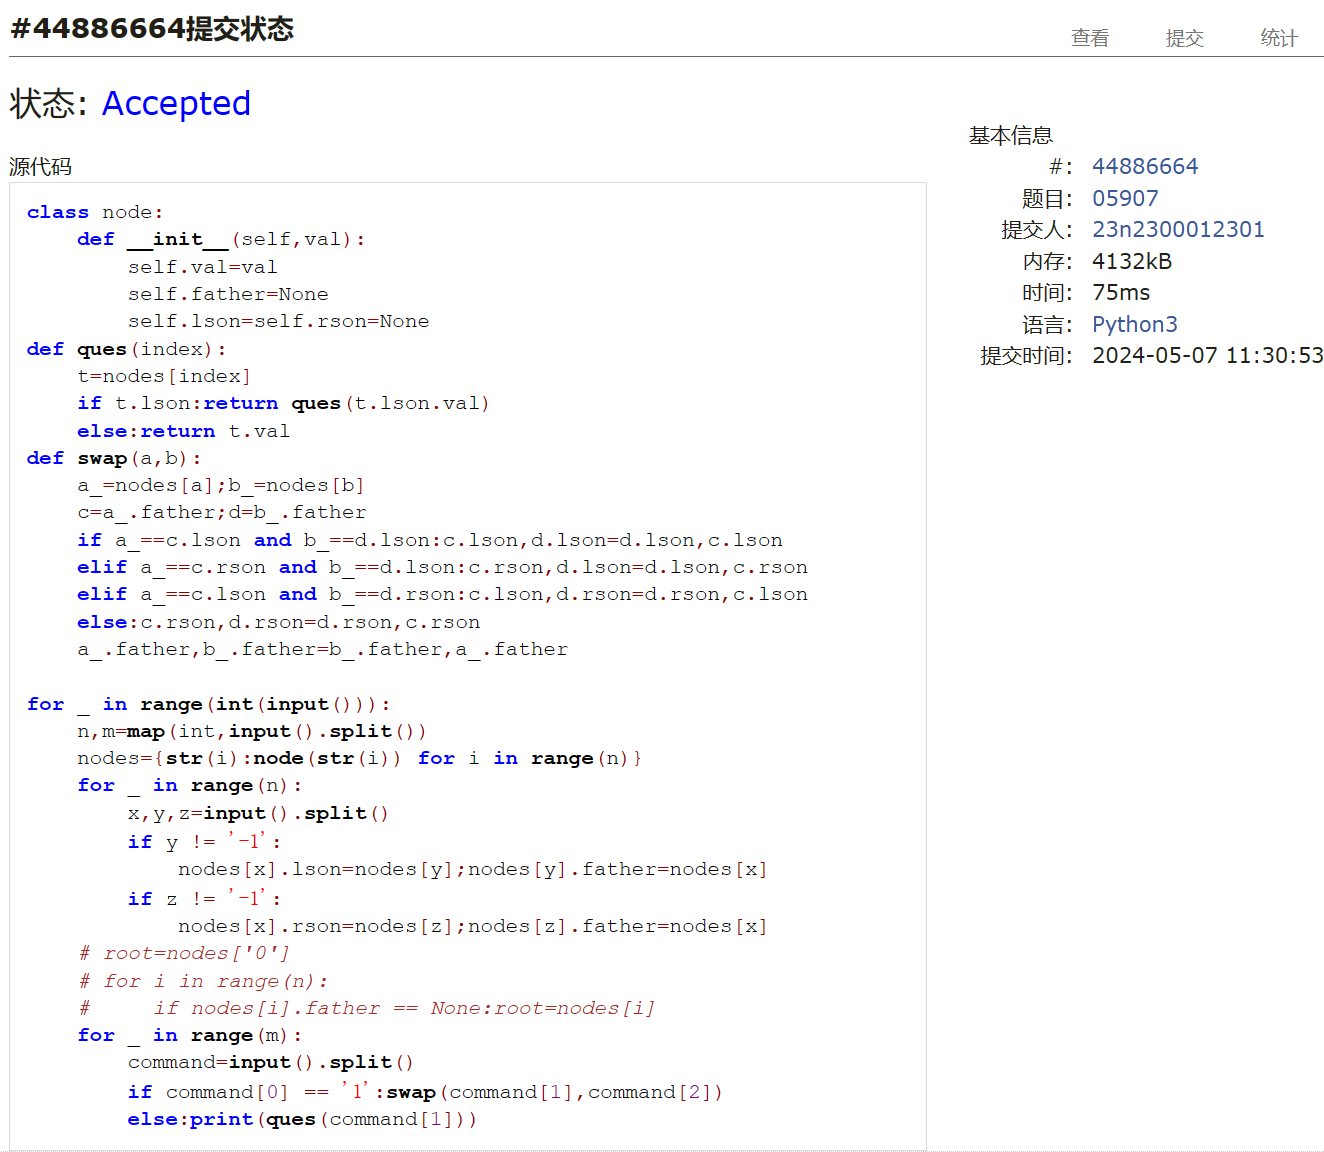 #44886664提交状态
查看 提交 统计
状态: Accepted
源代码
class node:
    def __init__(self,val):
        self.val=val
        self.father=None
        self.lson=self.rson=None
def ques(index):
    t=nodes[index]
    if t.lson:return ques(t.lson.val)
    else:return t.val
def swap(a,b):
    a_=nodes[a];b_=nodes[b]
    c=a_.father;d=b_.father
    if a_==c.lson and b_==d.lson:c.lson,d.lson=d.lson,c.lson
    elif a_==c.rson and b_==d.lson:c.rson,d.lson=d.lson,c.rson
    elif a_==c.lson and b_==d.rson:c.lson,d.rson=d.rson,c.lson
    else:c.rson,d.rson=d.rson,c.rson
    a_.father,b_.father=b_.father,a_.father

for _ in range(int(input())):
    n,m=map(int,input().split())
    nodes={str(i):node(str(i)) for i in range(n)}
    for _ in range(n):
        x,y,z=input().split()
        if y != '-1':
            nodes[x].lson=nodes[y];nodes[y].father=nodes[x]
        if z != '-1':
            nodes[x].rson=nodes[z];nodes[z].father=nodes[x]
    # root=nodes['0']
    # for i in range(n):
    #     if nodes[i].father == None:root=nodes[i]
    for _ in range(m):
        command=input().split()
        if command[0] == '1':swap(command[1],command[2])
        else:print(ques(command[1]))
基本信息
#: 44886664
题目: 05907
提交人: 23n2300012301
内存: 4132kB
时间: 75ms
语言: Python3
提交时间: 2024-05-07 11:30:53